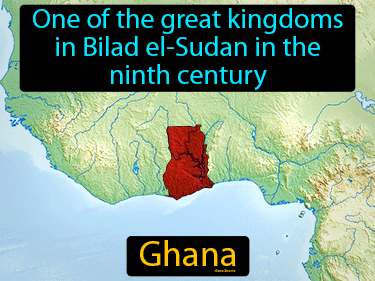 One of the great kingdoms
in Bilad el-Sudan in the
ninth century
Ghana